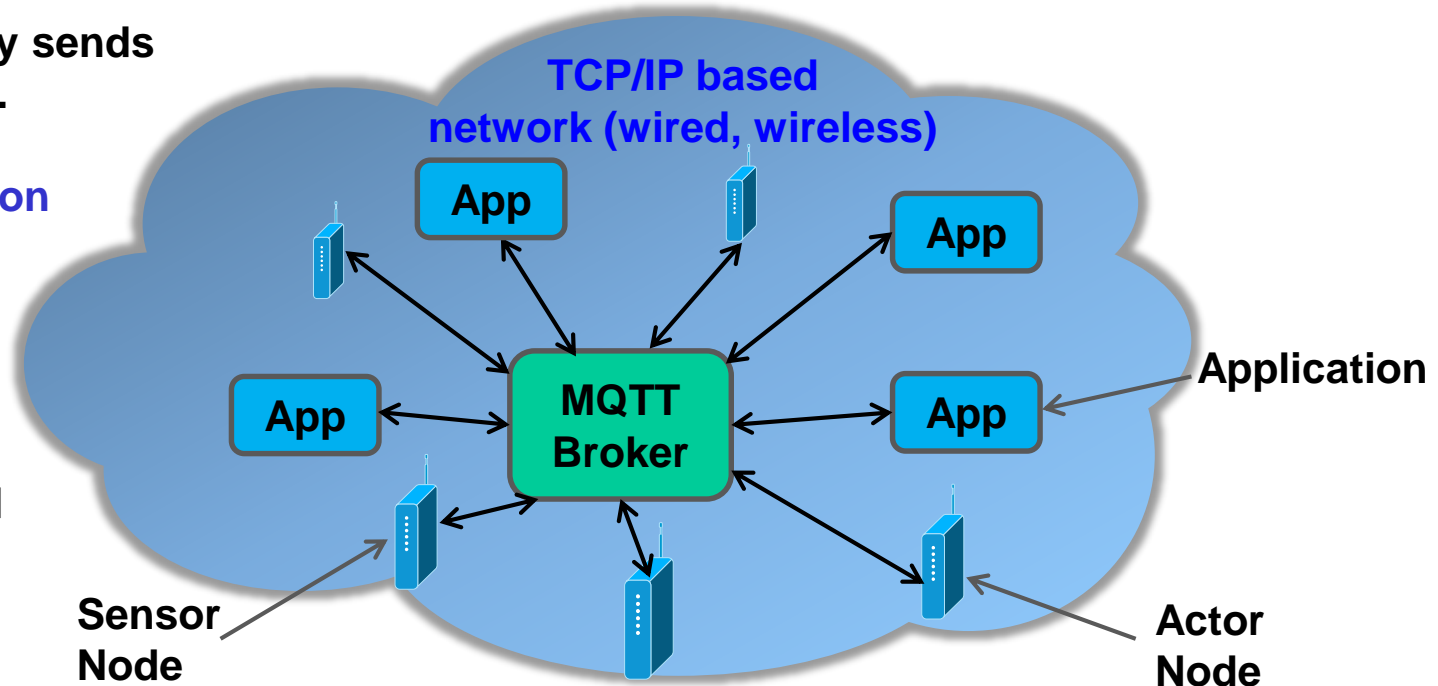 y sends
.
on
TCP/IP based
network (wired, wireless)
App
App
App
MQTT
Broker
App
Application
Sensor
Node
Actor
Node